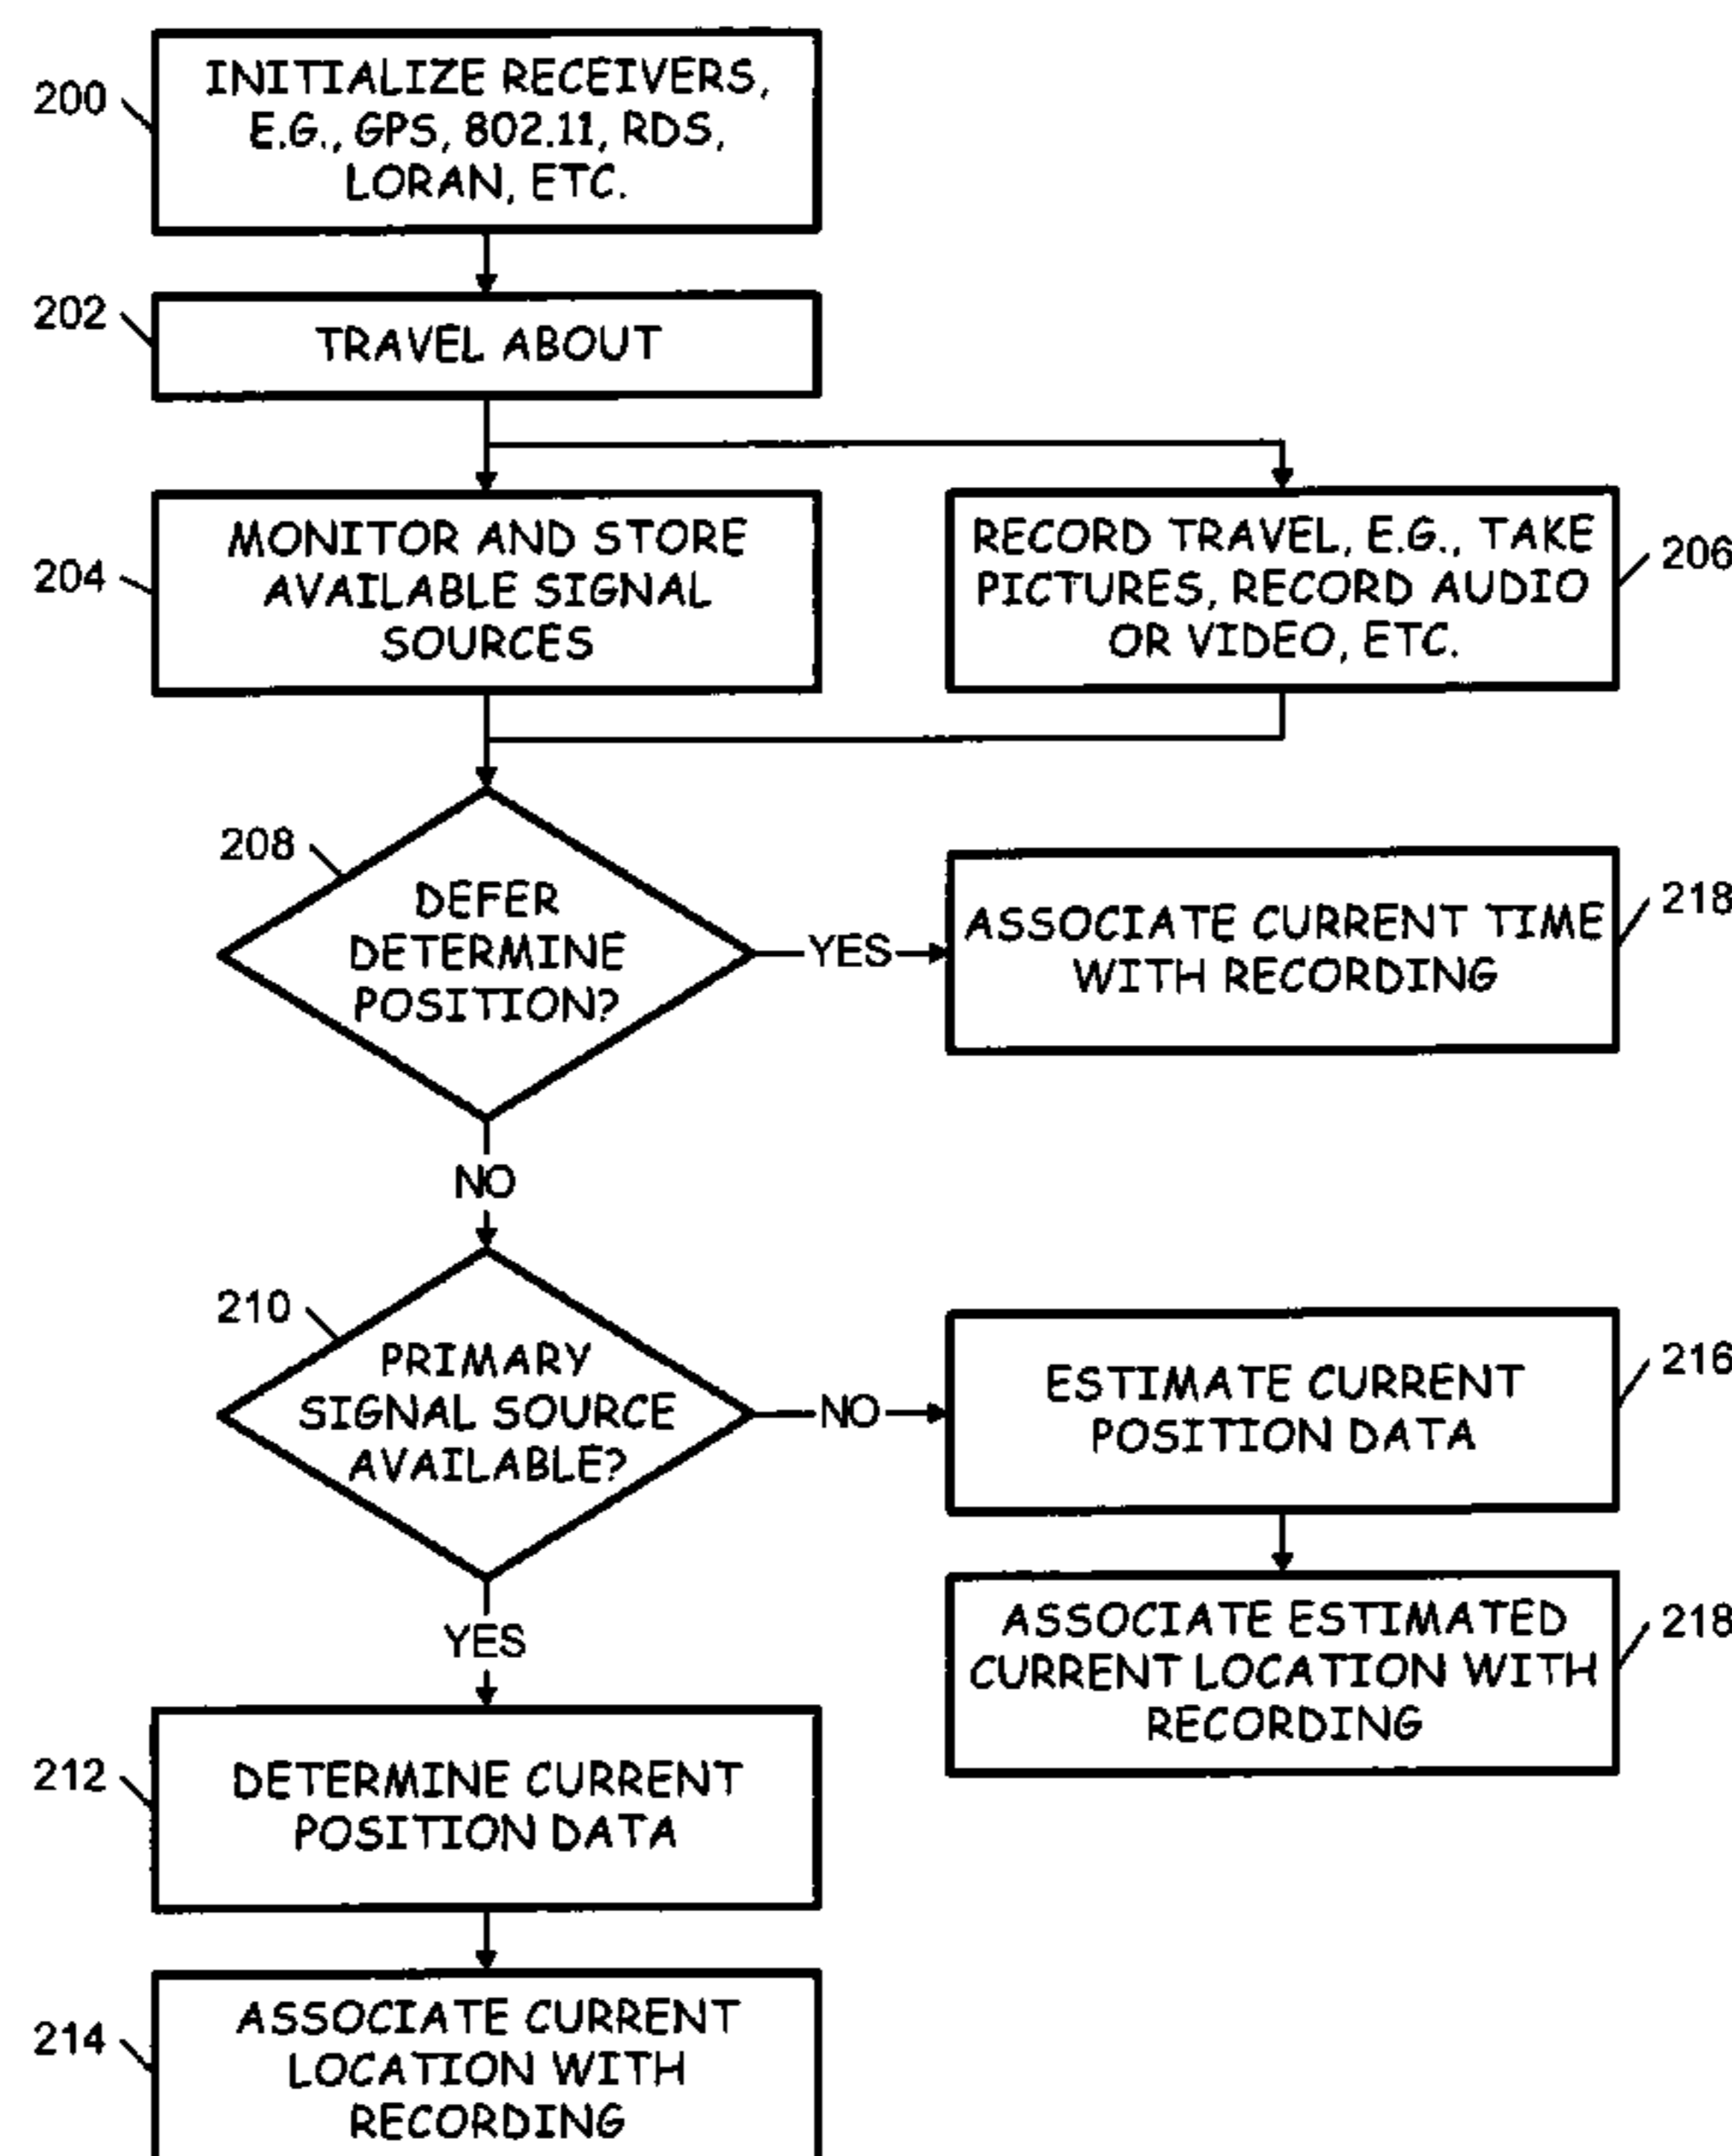 200
INITIALIZE RECEIVERS,
E.G., GPS, 802.11, RDS,
LORAN, ETC.
202
TRAVEL ABOUT
204
MONITOR AND STORE
AVAILABLE SIGNAL
SOURCES
RECORD TRAVEL, E.G., TAKE
PICTURES, RECORD AUDIO
OR VIDEO, ETC.
206
208
DEFER
DETERMINE
POSITION?
YES
ASSOCIATE CURRENT TIME
WITH RECORDING
218
NO
210
PRIMARY
SIGNAL SOURCE
AVAILABLE?
NO
ESTIMATE CURRENT
POSITION DATA
216
ASSOCIATE ESTIMATED
CURRENT LOCATION WITH
RECORDING
218
YES
212
DETERMINE CURRENT
POSITION DATA
214
ASSOCIATE CURRENT
LOCATION WITH
RECORDING